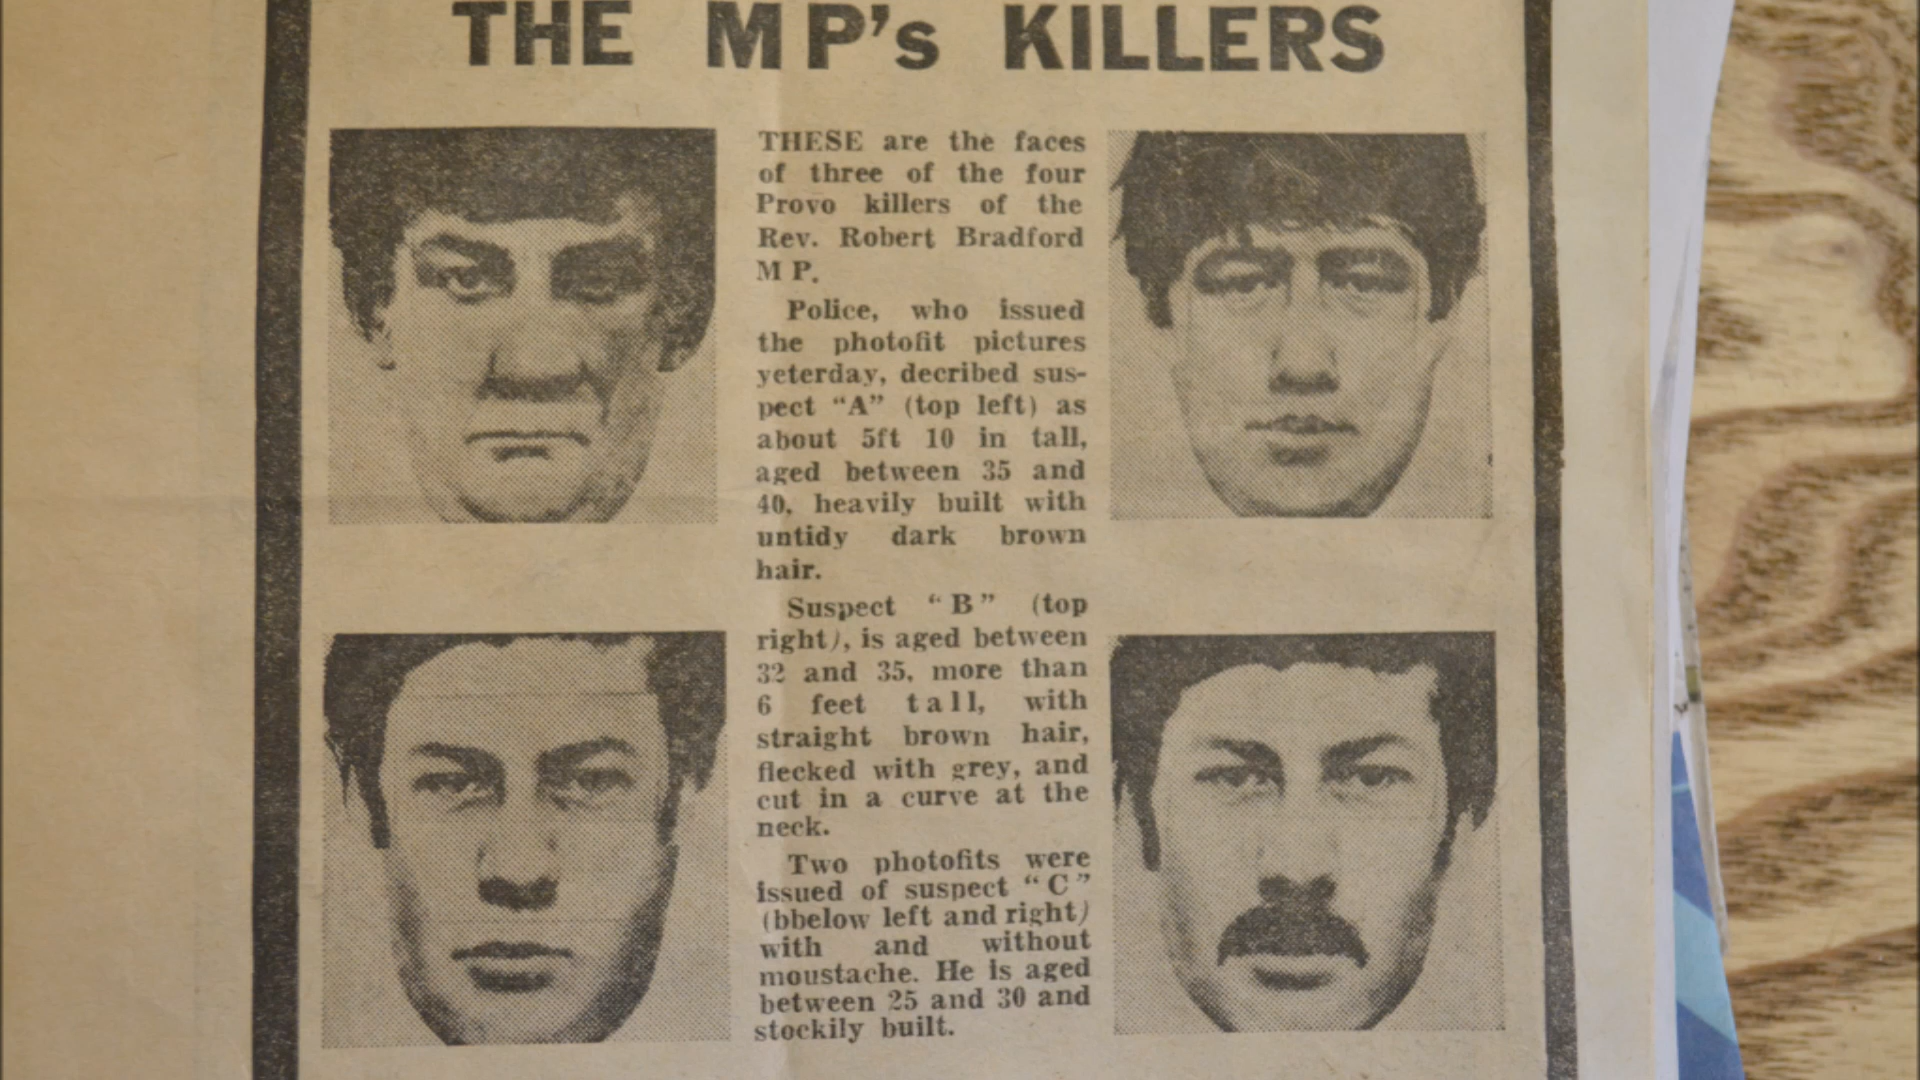 THE MP's KILLERS
THESE are the faces
of three of the four
Provo killers of the
Rev. Robert Bradford
MP.
Police, who issued
the photofit pictures
yeterday, decribed sus-
pect "A" (top left) as
about 5ft 10 in tall,
aged between 35 and
40, heavily built with
untidy dark brown
hair.
Suspect "B" (top
right), is aged between
32 and 35, more than
6 feet tall, with
straight brown hair,
flecked with grey, and
cut in a curve at the
neck.
Two photofits were
issued of suspect "C"
(bbelow left and right)
with and without
moustache. He is aged
between 25 and 30 and
stockily built.